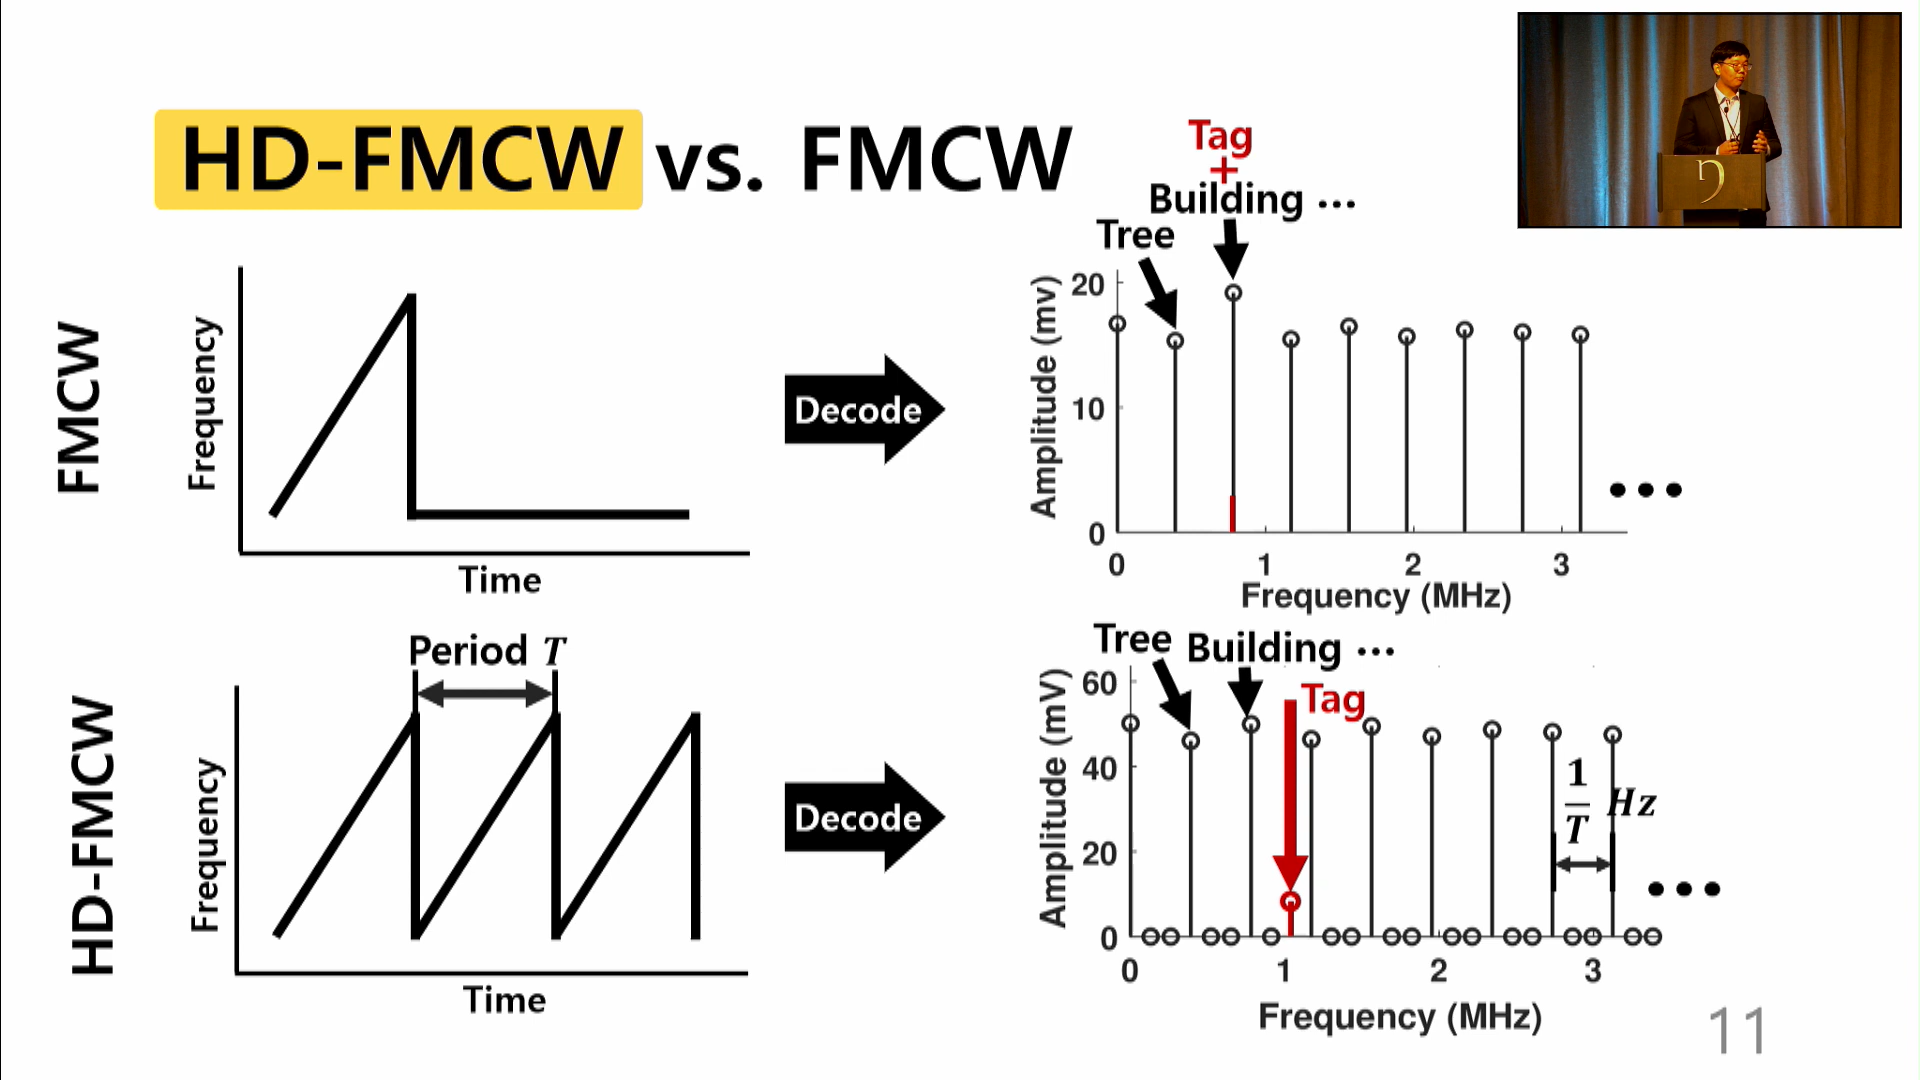 HD-FMCW vs. FMCW
Tag
+
Building ...
Tree
FMCW
Frequency
Time
Decode
Amplitude (mv)
20
10
0
0 1 2 3
Frequency (MHz)
...
HD-FMCW
Period T
Frequency
Time
Decode
Tree Building ...
Tag
Amplitude (mV)
60
40
20
0
1/T Hz
0 1 2 3
Frequency (MHz)
...
11